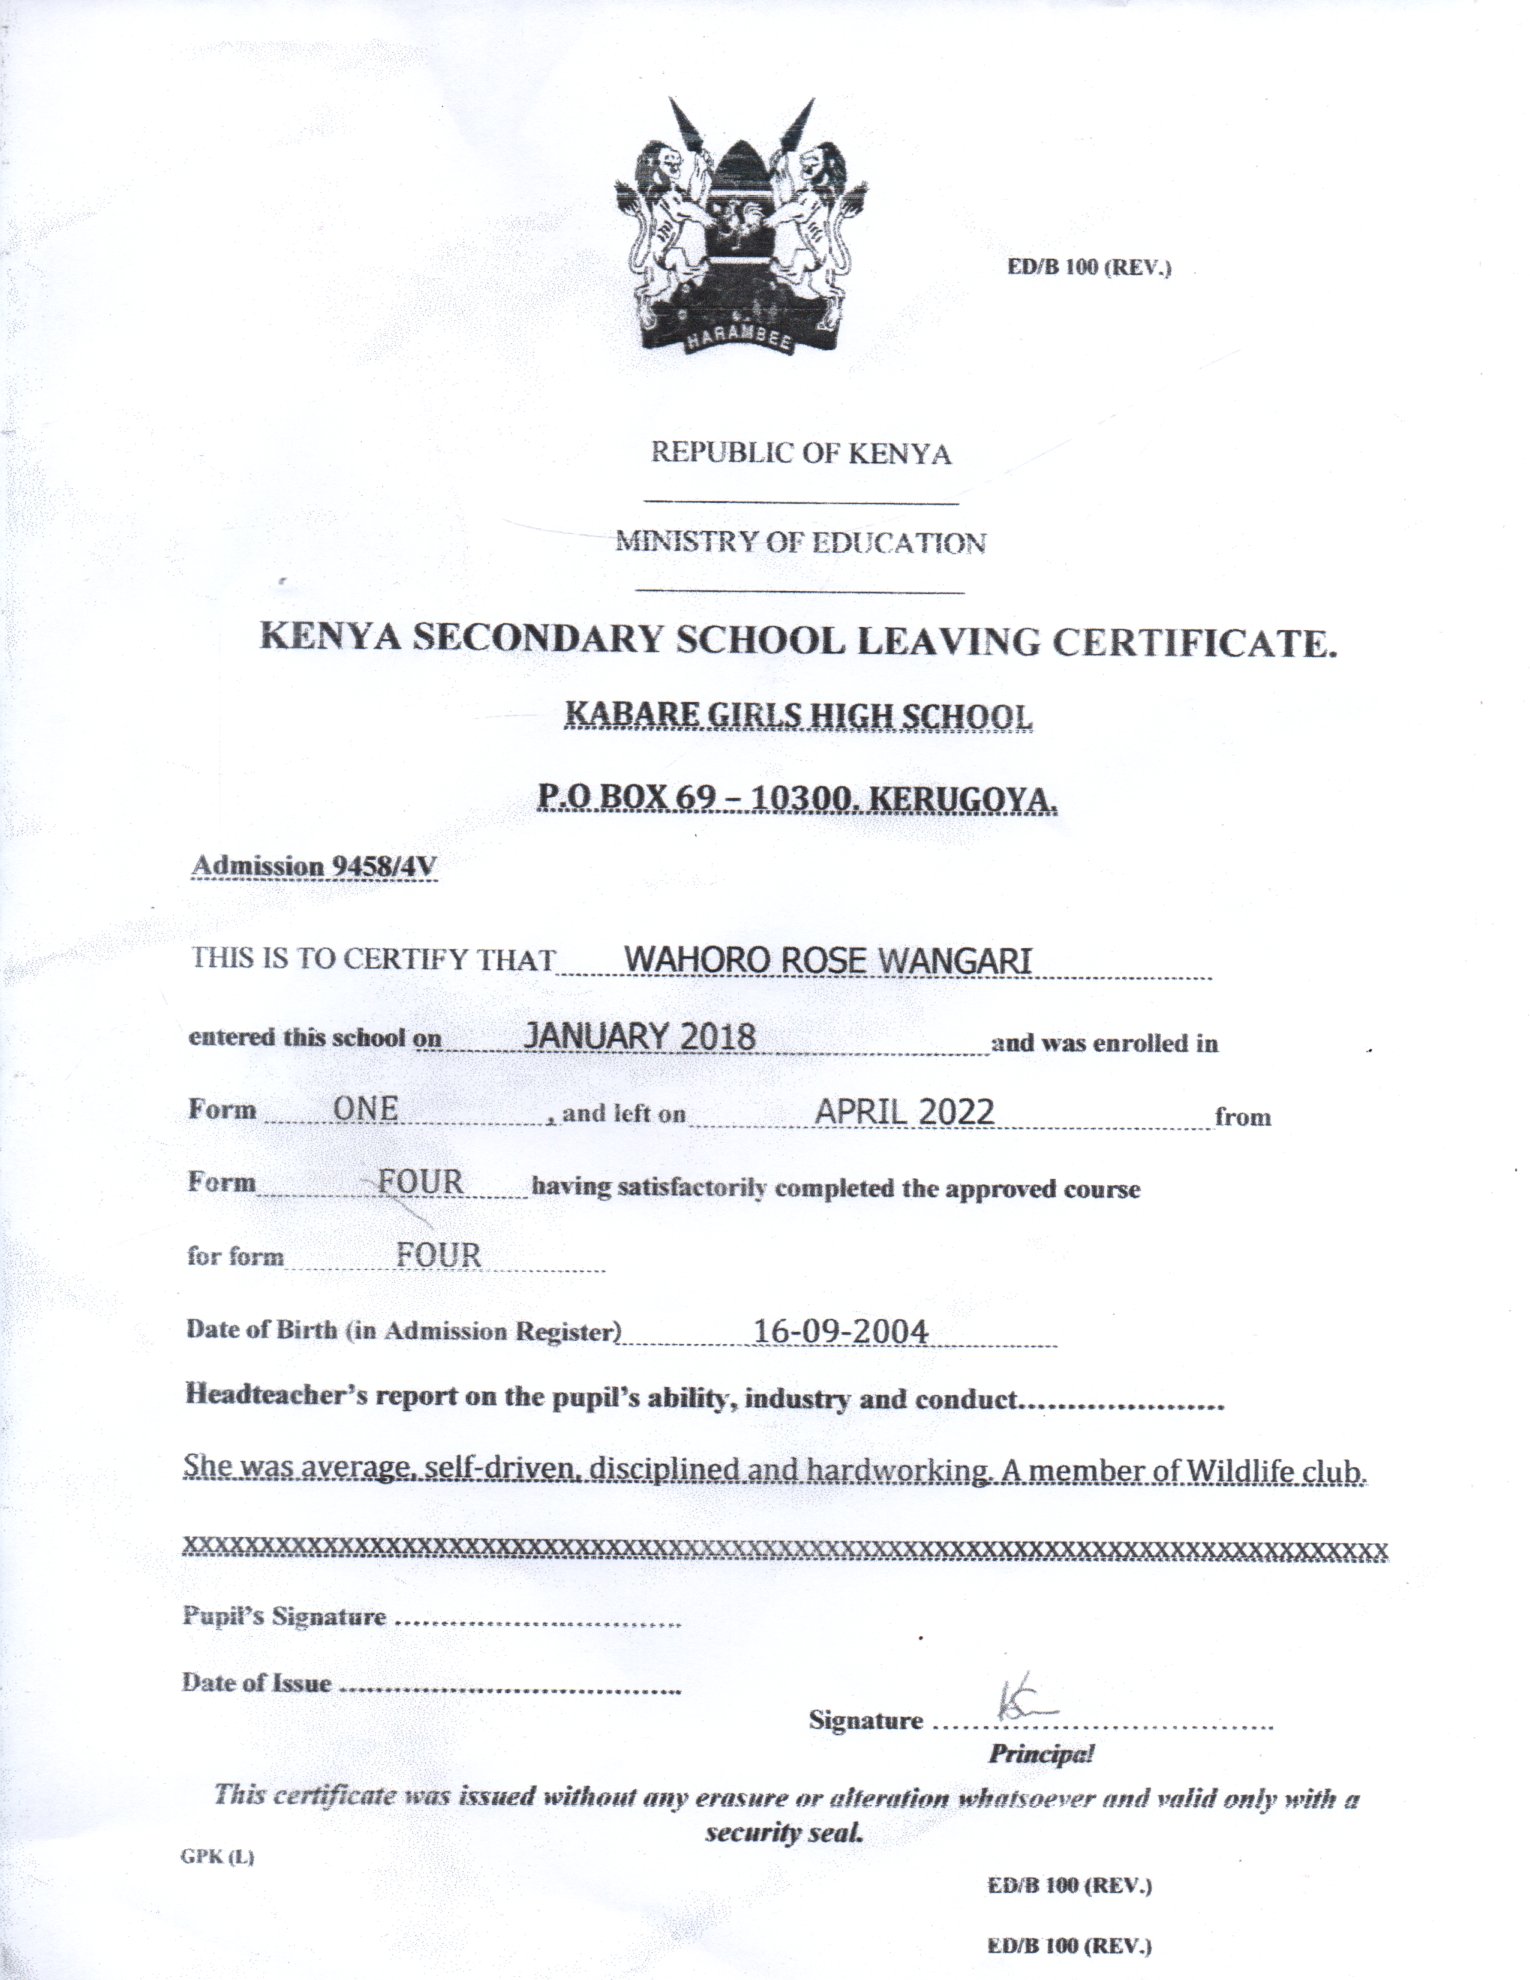 HARAMBEE
ED/B 100 (REV.)
REPUBLIC OF KENYA
MINISTRY OF EDUCATION
KENYA SECONDARY SCHOOL LEAVING CERTIFICATE.
KABARE GIRLS HIGH SCHOOL
P.O BOX 69 – 10300. KERUGOYA.
Admission 9458/4V
THIS IS TO CERTIFY THAT WAHORO ROSE WANGARI
entered this school on JANUARY 2018 and was enrolled in
Form ONE , and left on APRIL 2022 from
Form FOUR having satisfactorily completed the approved course
for form FOUR
Date of Birth (in Admission Register) 16-09-2004
Headteacher's report on the pupil's ability, industry and conduct.....................
She was average, self-driven, disciplined and hardworking. A member of Wildlife club.
XXXXXXXXXXXXXXXXXXXXXXXXXXXXXXXXXXXXXXXXXXXXXXXXXXXXXXXXXXXXXXXXXXXXXXXXXXXXX
Pupil's Signature ................................
Date of Issue ......................................
Signature ....................................
Principal
This certificate was issued without any erasure or alteration whatsoever and valid only with a
security seal.
GPK (L)
ED/B 100 (REV.)
ED/B 100 (REV.)